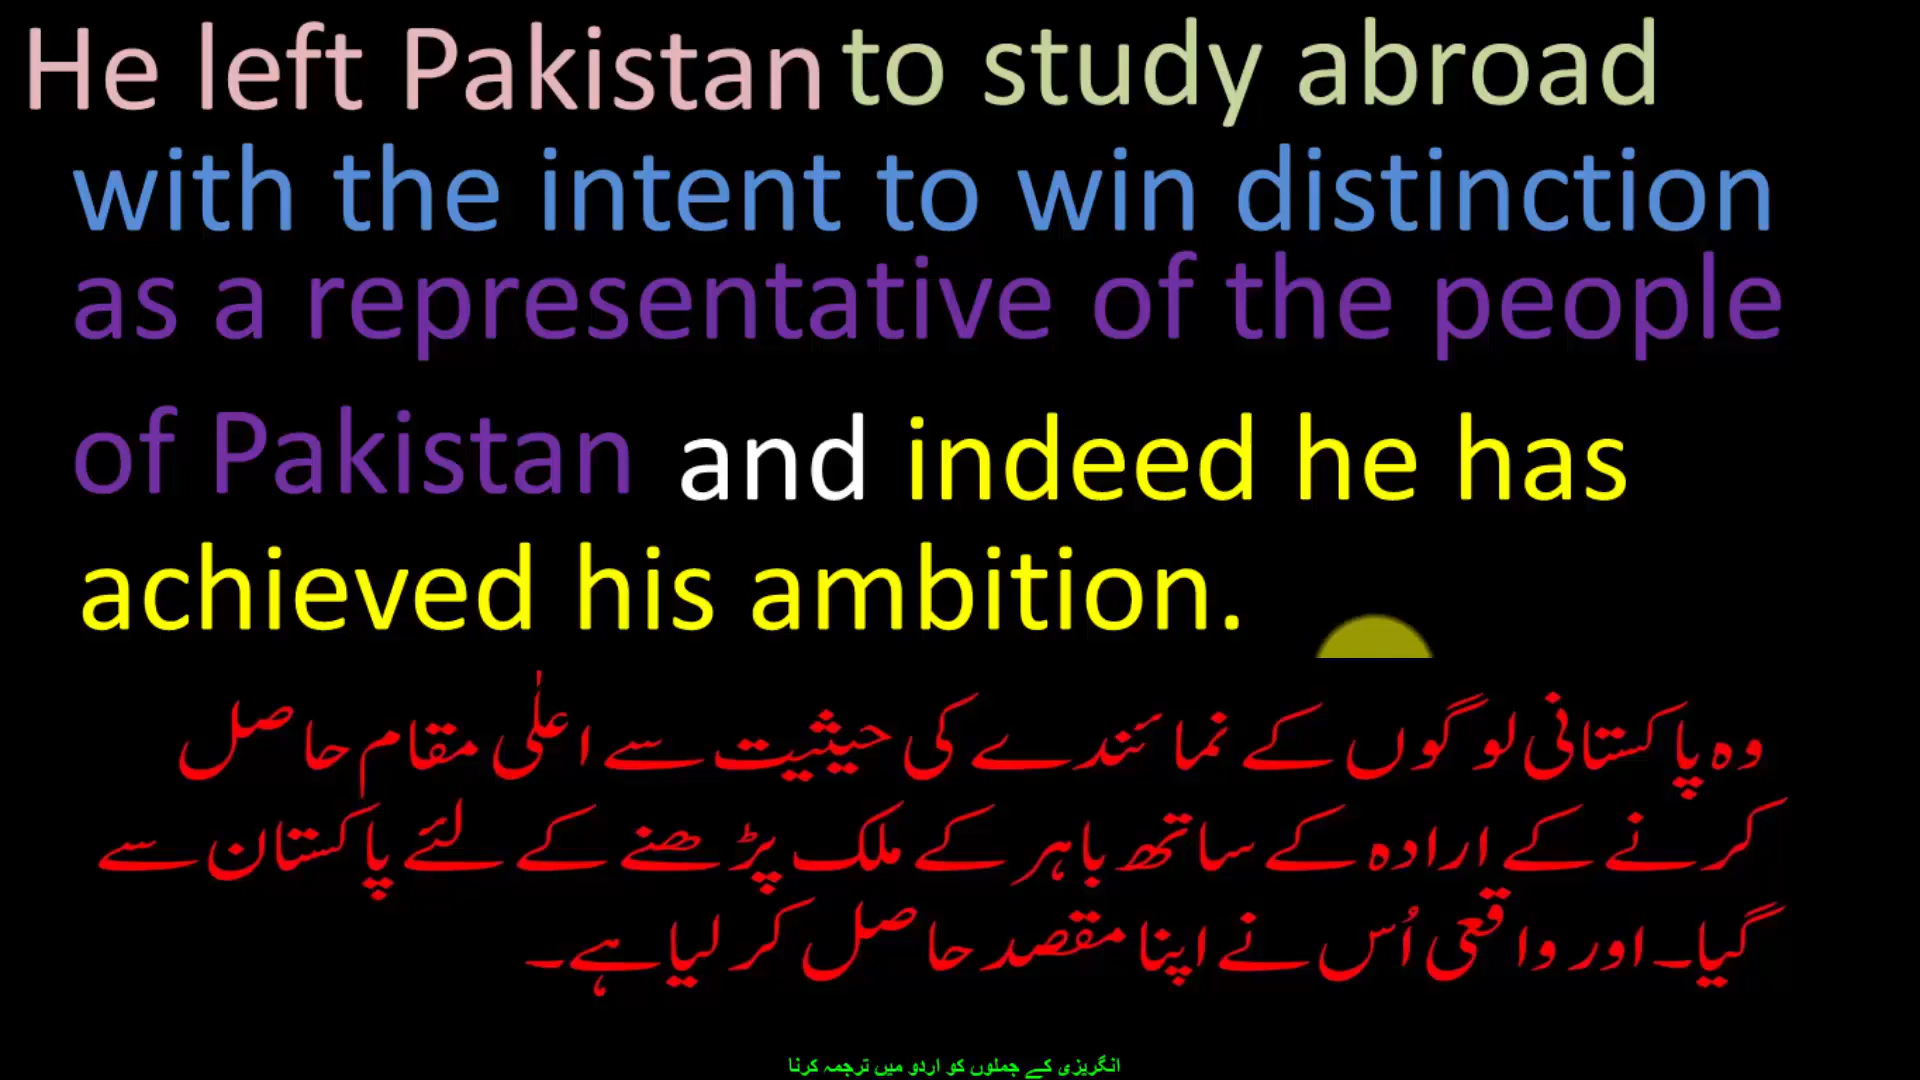 He left Pakistan to study abroad
with the intent to win distinction
as a representative of the people
of Pakistan and indeed he has
achieved his ambition.
وہ پاکستانی لوگوں کے نمائندے کی حیثیت سے اعلٰی مقام حاصل
کرنے کے ارادہ کے ساتھ باہر کے ملک پڑھنے کے لئے پاکستان سے
گیا۔ اور واقعی اُس نے اپنا مقصد حاصل کر لیا ہے۔
انگریزی کے جملوں کو اردو میں ترجمہ کرنا